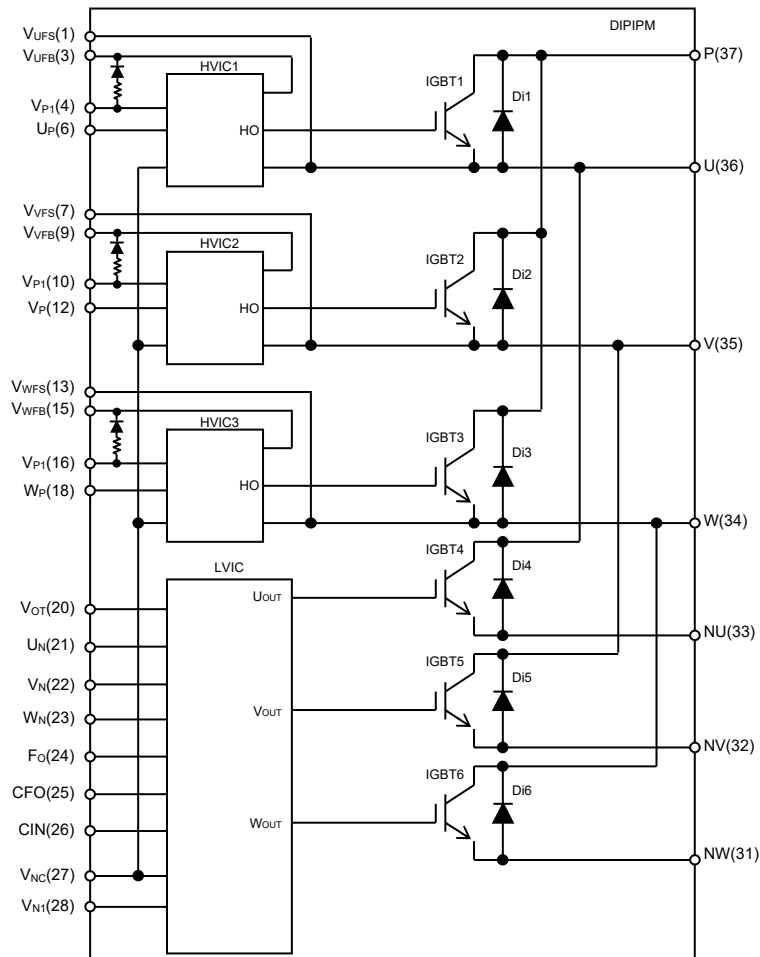 DIPIPM
VUFS(1)
VUFB(3)
HVIC1
IGBT1
P(37)
Di1
VP1(4)
UP(6)
HO
U(36)
VVFS(7)
VVFB(9)
HVIC2
IGBT2
Di2
VP1(10)
VP(12)
HO
V(35)
VWFS(13)
VWFB(15)
HVIC3
IGBT3
Di3
VP1(16)
WP(18)
HO
W(34)
IGBT4
LVIC
Di4
UOUT
VOT(20)
NU(33)
UN(21)
IGBT5
VN(22)
Di5
VOUT
WN(23)
NV(32)
FO(24)
IGBT6
CFO(25)
Di6
WOUT
CIN(26)
NW(31)
VNC(27)
VN1(28)